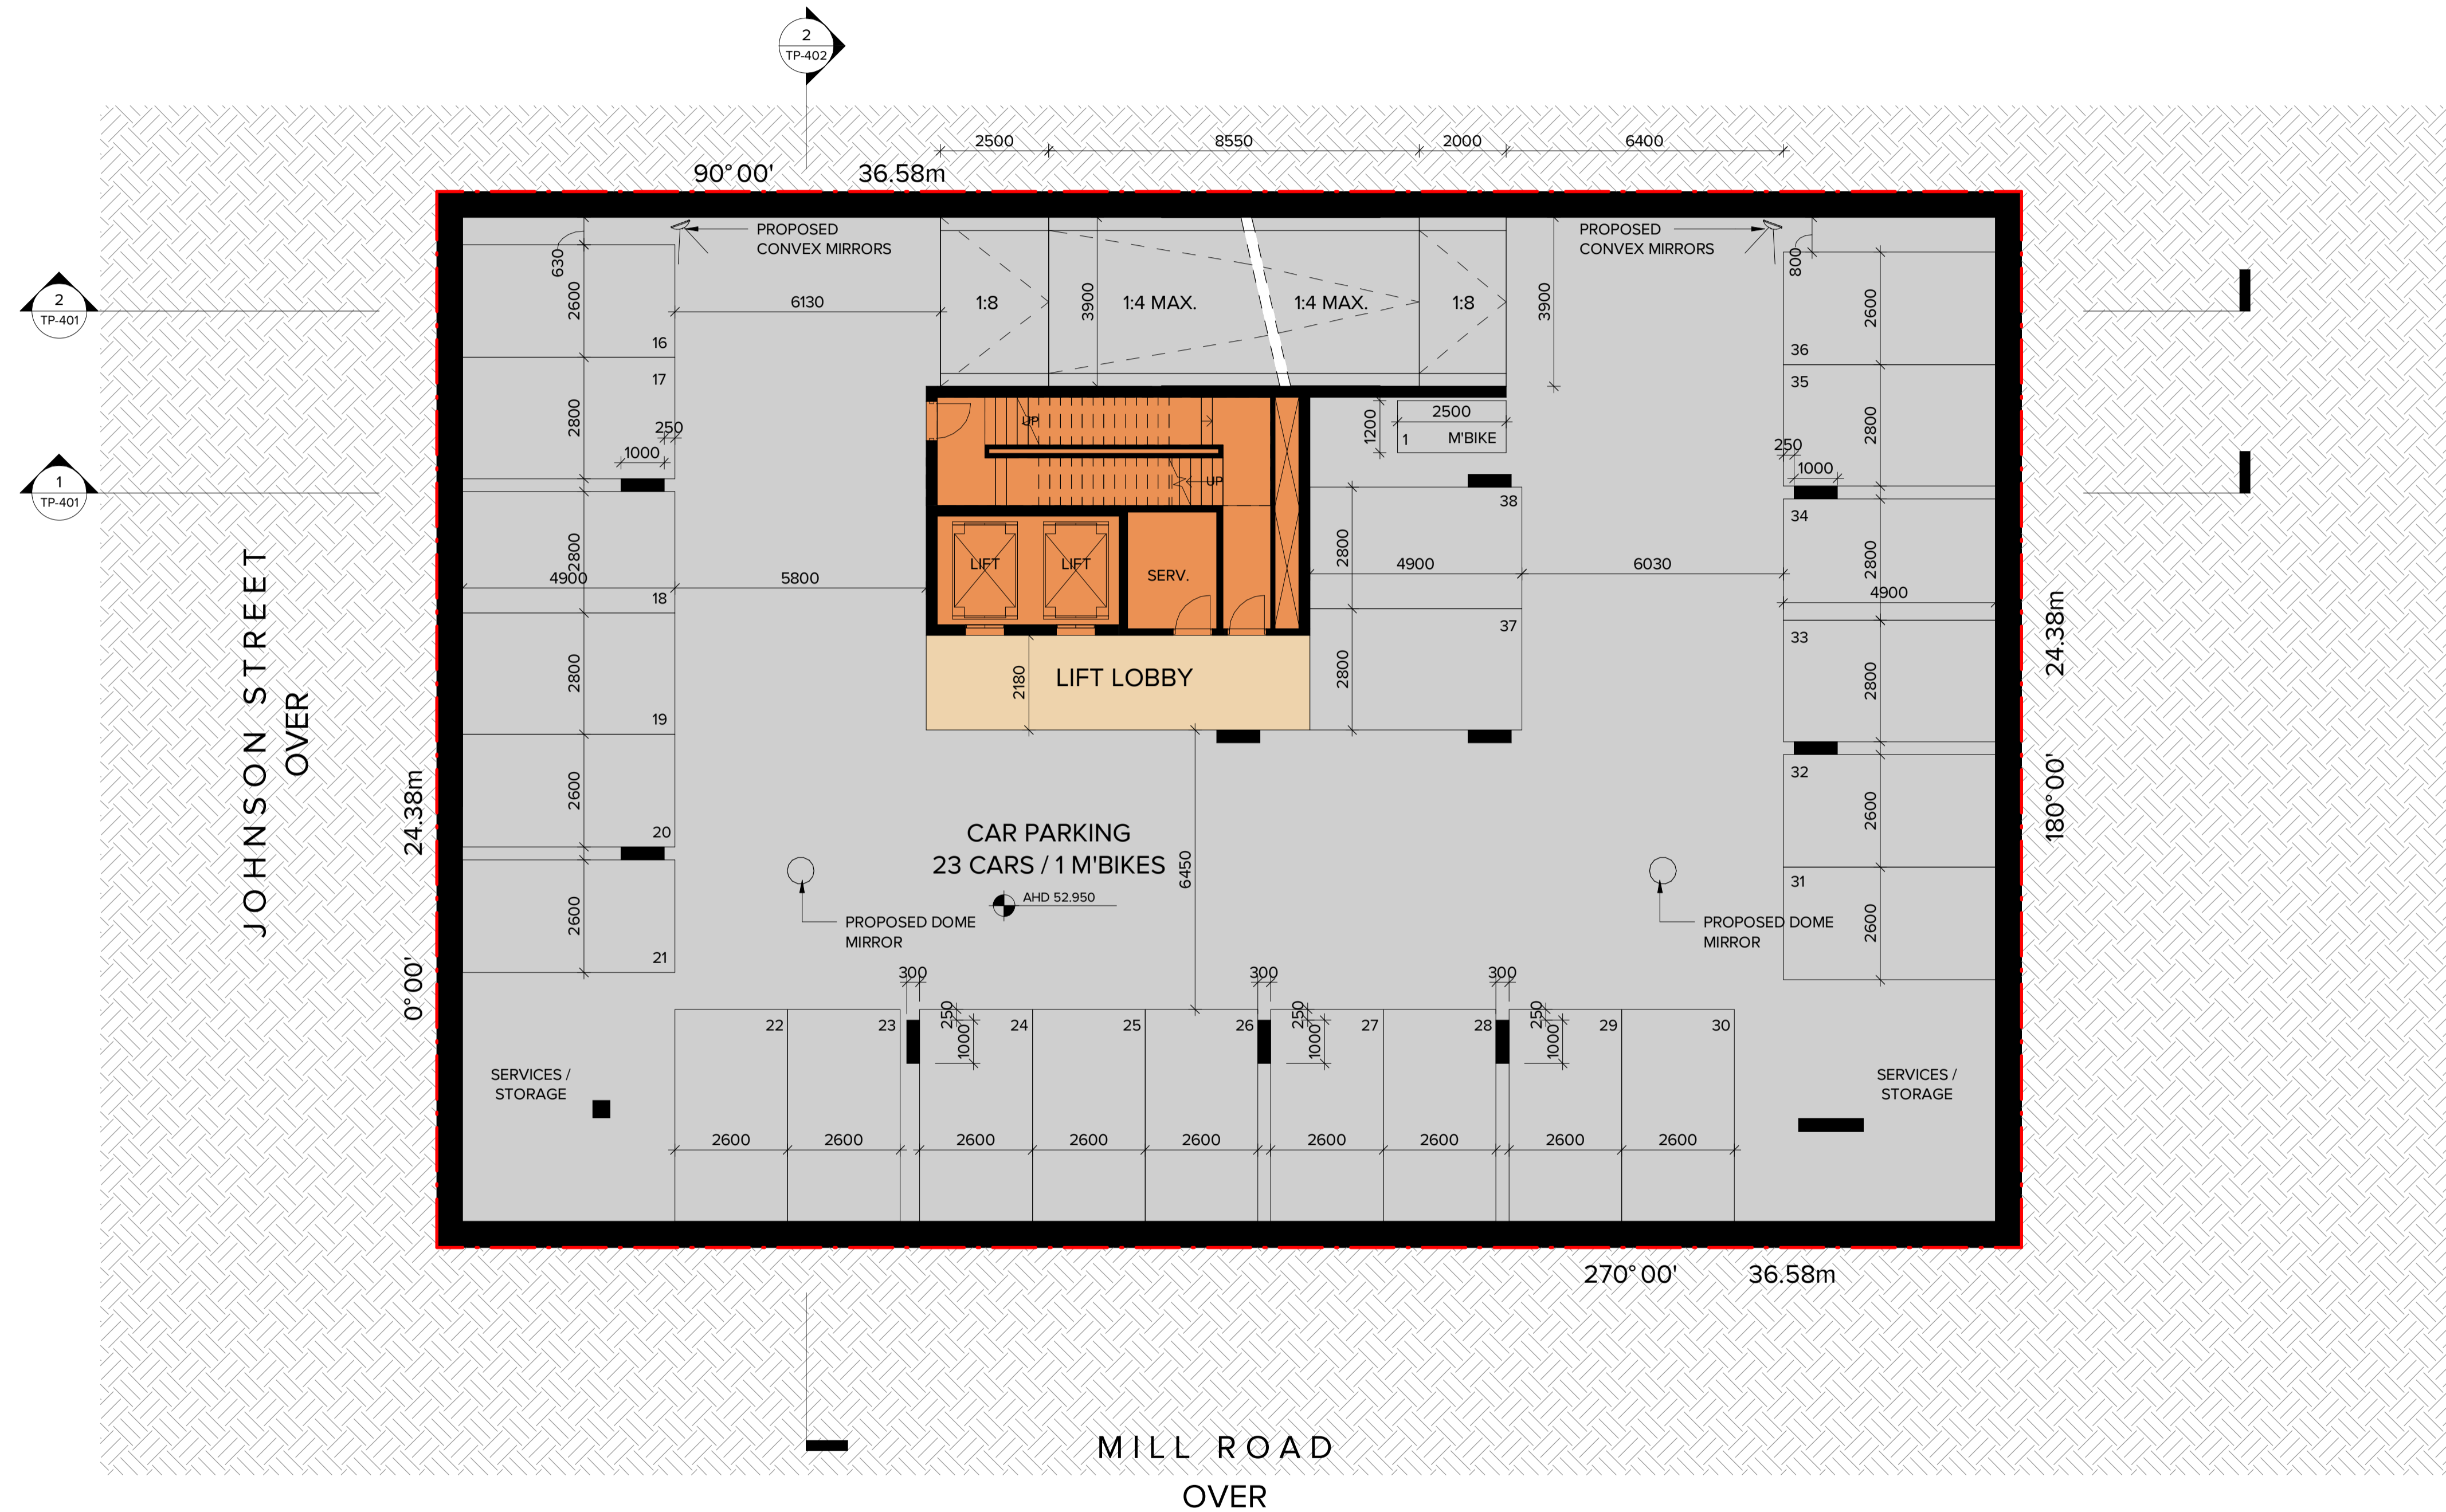 2
TP-402
2500
8550
2000
6400
90°00'
36.58m
PROPOSED
CONVEX MIRRORS
PROPOSED
CONVEX MIRRORS
630
800
2600
6130
1:8
3900
1:4 MAX.
1:4 MAX.
1:8
3900
2600
2
TP-401
16
36
17
35
2800
250
1000
UP
1200
2500
1
M'BIKE
2800
250
1000
1
TP-401
UP
38
34
2800
4900
5800
LIFT
LIFT
SERV.
2800
4900
6030
2800
4900
18
37
33
JOHNSON STREET
OVER
2800
2180
LIFT LOBBY
2800
2800
24.38m
19
24.38m
180°00'
2600
32
2600
20
CAR PARKING
23 CARS / 1 M'BIKES
6450
AHD 52.950
31
2600
PROPOSED DOME
MIRROR
PROPOSED DOME
MIRROR
2600
21
0°00'
300
300
300
22
23
250
1000
24
25
26
250
1000
27
28
250
1000
29
30
SERVICES /
STORAGE
SERVICES /
STORAGE
2600
2600
2600
2600
2600
2600
2600
2600
2600
270°00'
36.58m
MILL ROAD
OVER